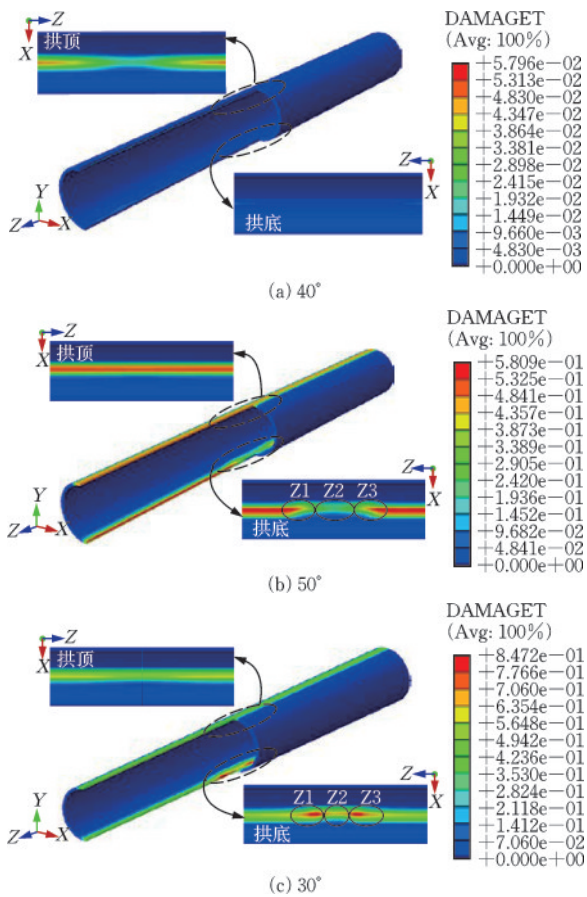 Z
X
拱顶
Y
Z
X
Z
X
拱底
DAMAGET
(Avg: 100%)
+5.796e−02
+5.313e−02
+4.830e−02
+4.347e−02
+3.864e−02
+3.381e−02
+2.898e−02
+2.415e−02
+1.932e−02
+1.449e−02
+9.660e−03
+4.830e−03
+0.000e+00
(a) 40°
Z
X
拱顶
Y
Z
X
Z
X
Z1 Z2 Z3
拱底
DAMAGET
(Avg: 100%)
+5.809e−01
+5.325e−01
+4.841e−01
+4.357e−01
+3.873e−01
+3.389e−01
+2.905e−01
+2.420e−01
+1.936e−01
+1.452e−01
+9.682e−02
+4.841e−02
+0.000e+00
(b) 50°
Z
X
拱顶
Y
Z
X
Z
X
Z1 Z2 Z3
拱底
DAMAGET
(Avg: 100%)
+8.472e−01
+7.766e−01
+7.060e−01
+6.354e−01
+5.648e−01
+4.942e−01
+4.236e−01
+3.530e−01
+2.824e−01
+2.118e−01
+1.412e−01
+7.060e−02
+0.000e+00
(c) 30°